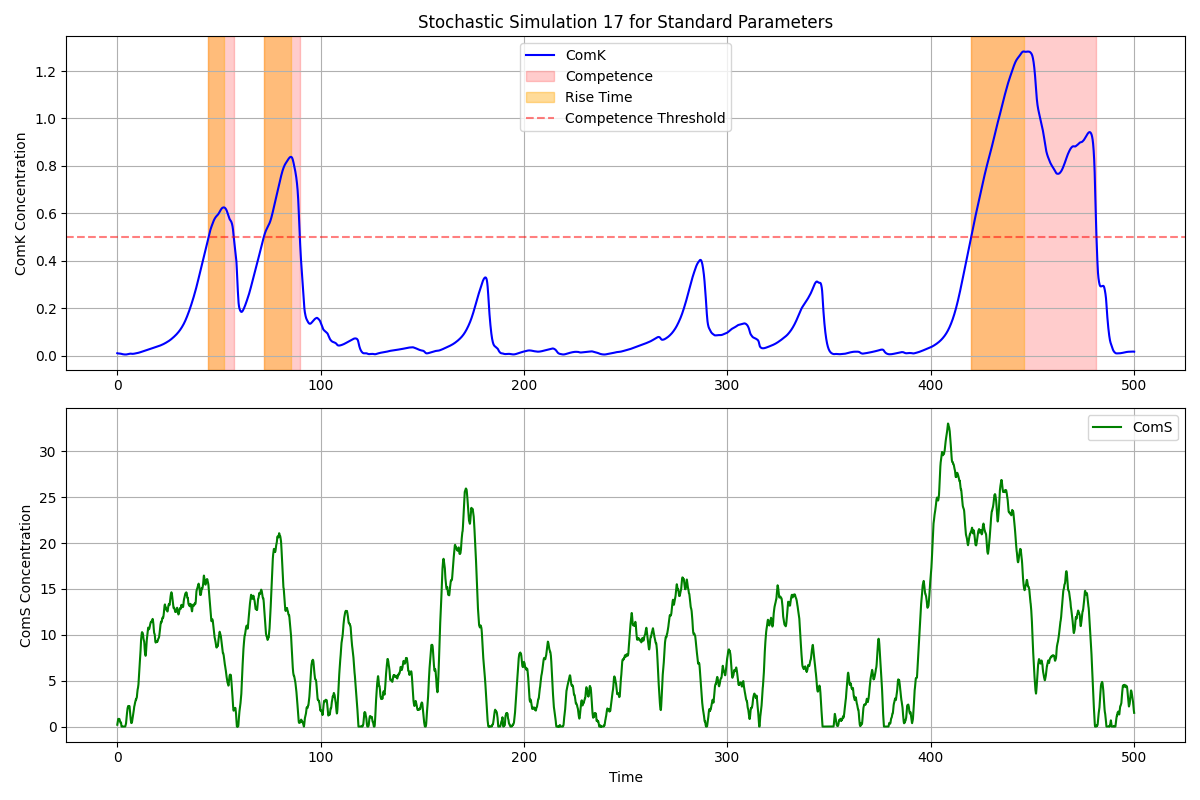 Stochastic Simulation 17 for Standard Parameters
ComK Concentration
1.2
1.0
0.8
0.6
0.4
0.2
0.0
ComK
Competence
Rise Time
Competence Threshold
0 100 200 300 400 500
ComS Concentration
30
25
20
15
10
5
0
ComS
0 100 200 300 400 500
Time